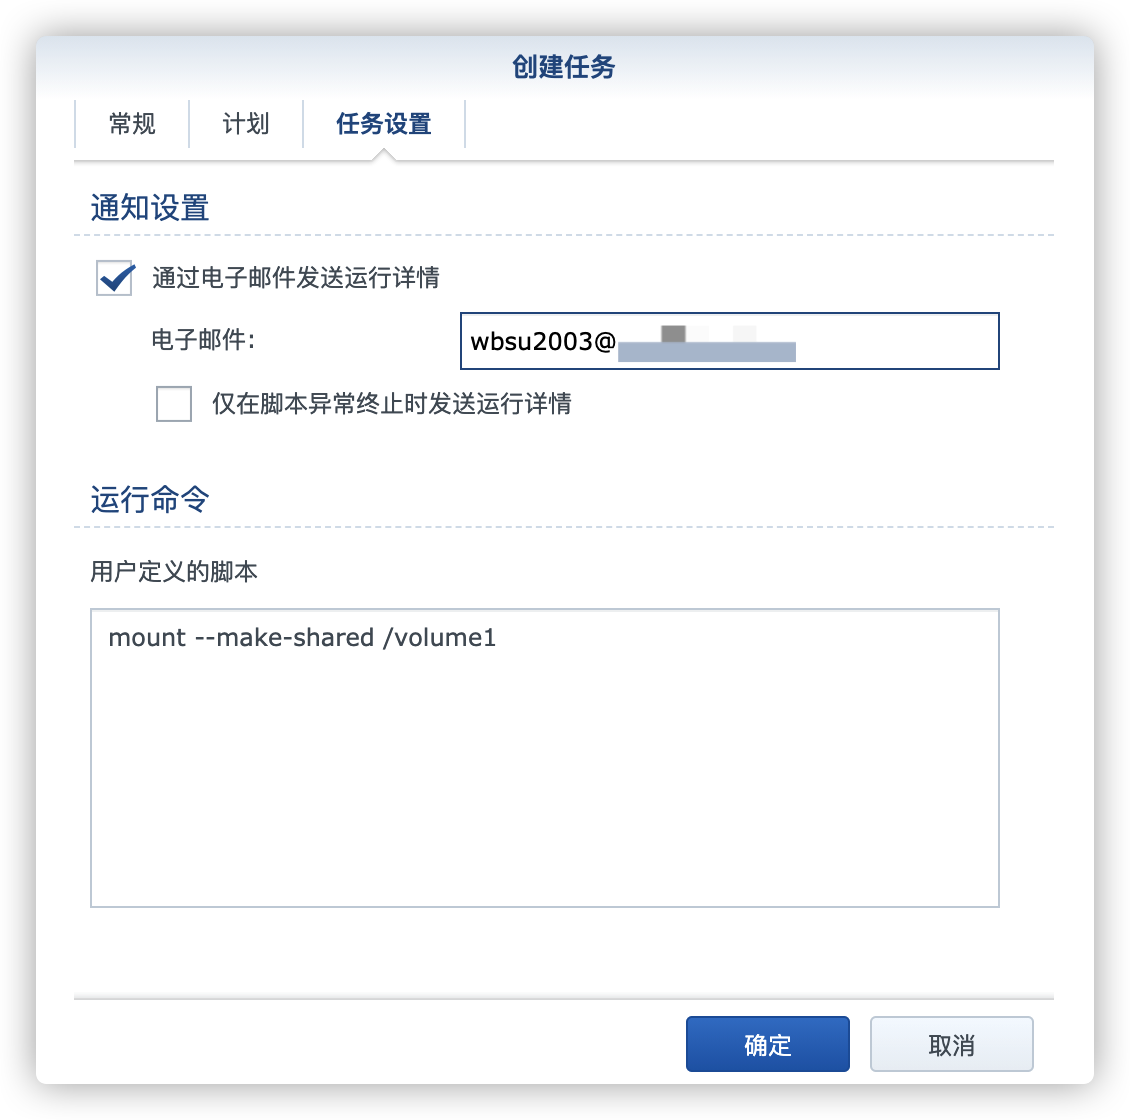 创建任务
常规 计划 任务设置
通知设置
通过电子邮件发送运行详情
电子邮件: wbsu2003@
仅在脚本异常终止时发送运行详情
运行命令
用户定义的脚本
mount --make-shared /volume1
确定 取消